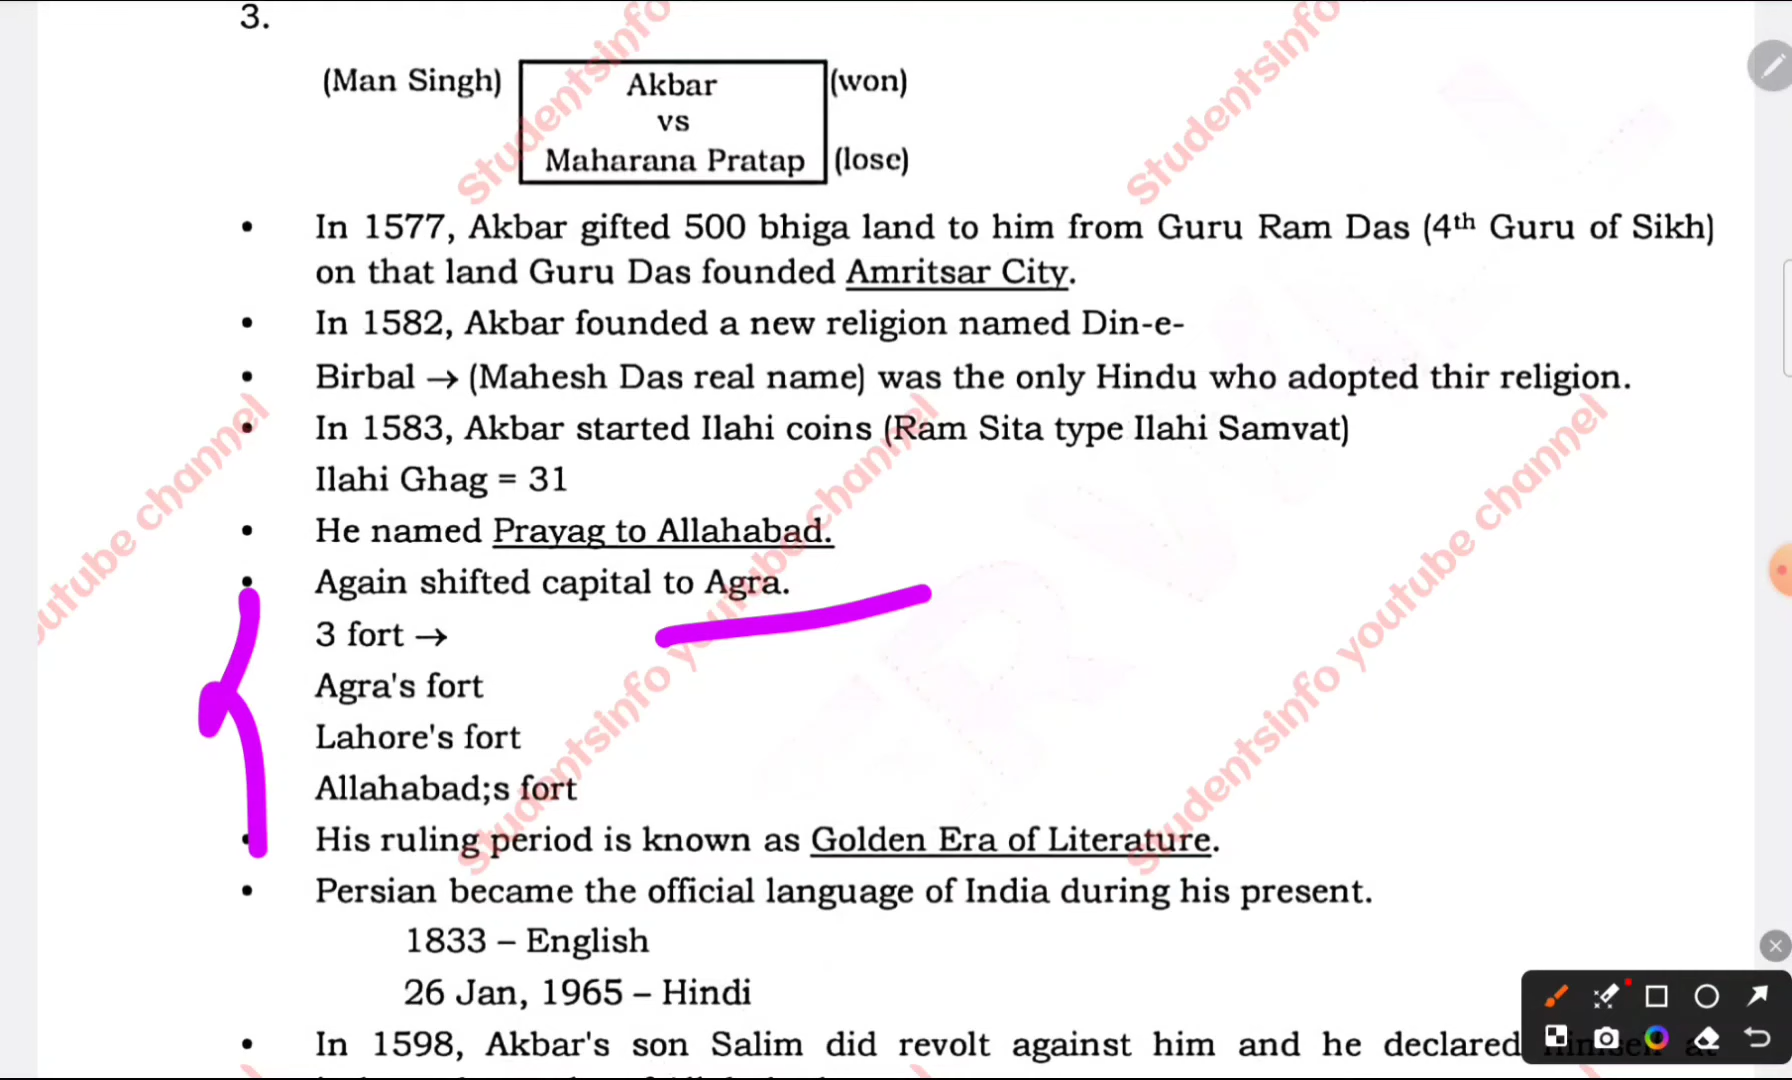 3.
(Man Singh) Akbar (won)
vs
Maharana Pratap (lose)
• In 1577, Akbar gifted 500 bhiga land to him from Guru Ram Das (4th Guru of Sikh)
on that land Guru Das founded Amritsar City.
• In 1582, Akbar founded a new religion named Din-e-
• Birbal → (Mahesh Das real name) was the only Hindu who adopted thir religion.
• In 1583, Akbar started Ilahi coins (Ram Sita type Ilahi Samvat)
Ilahi Ghag = 31
• He named Prayag to Allahabad.
• Again shifted capital to Agra.
3 fort →
Agra's fort
Lahore's fort
Allahabad;s fort
• His ruling period is known as Golden Era of Literature.
• Persian became the official language of India during his present.
1833 – English
26 Jan, 1965 – Hindi
• In 1598, Akbar's son Salim did revolt against him and he declared
studentsinfo youtube channel
studentsinfo youtube channel